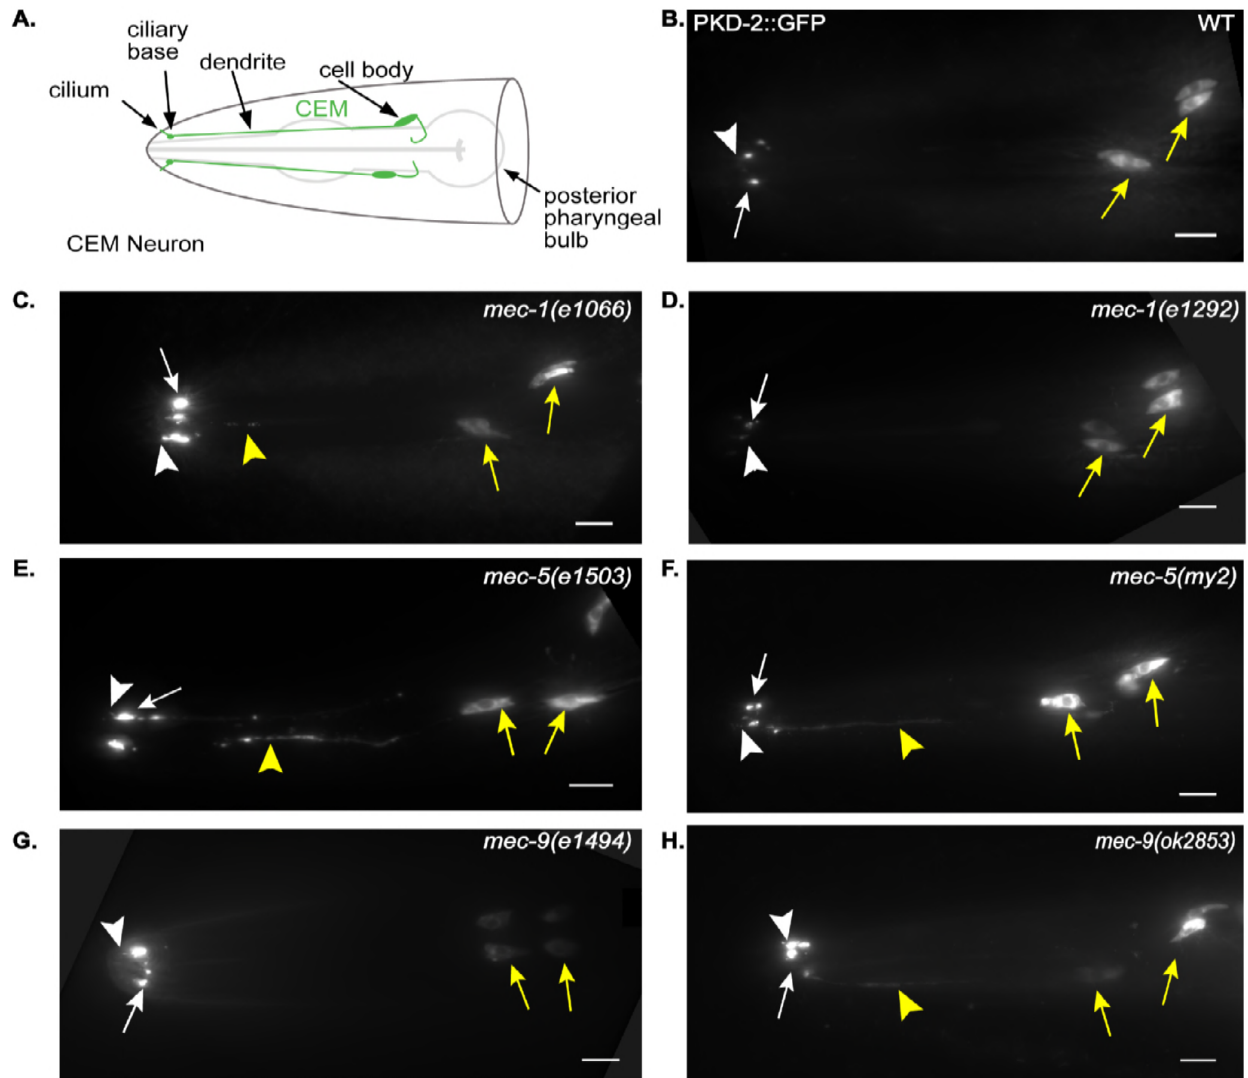 A.
ciliary
base
cilium
dendrite
cell body
CEM
posterior
pharyngeal
bulb
CEM Neuron
B.
PKD-2::GFP
WT
C.
mec-1(e1066)
D.
mec-1(e1292)
E.
mec-5(e1503)
F.
mec-5(my2)
G.
mec-9(e1494)
H.
mec-9(ok2853)